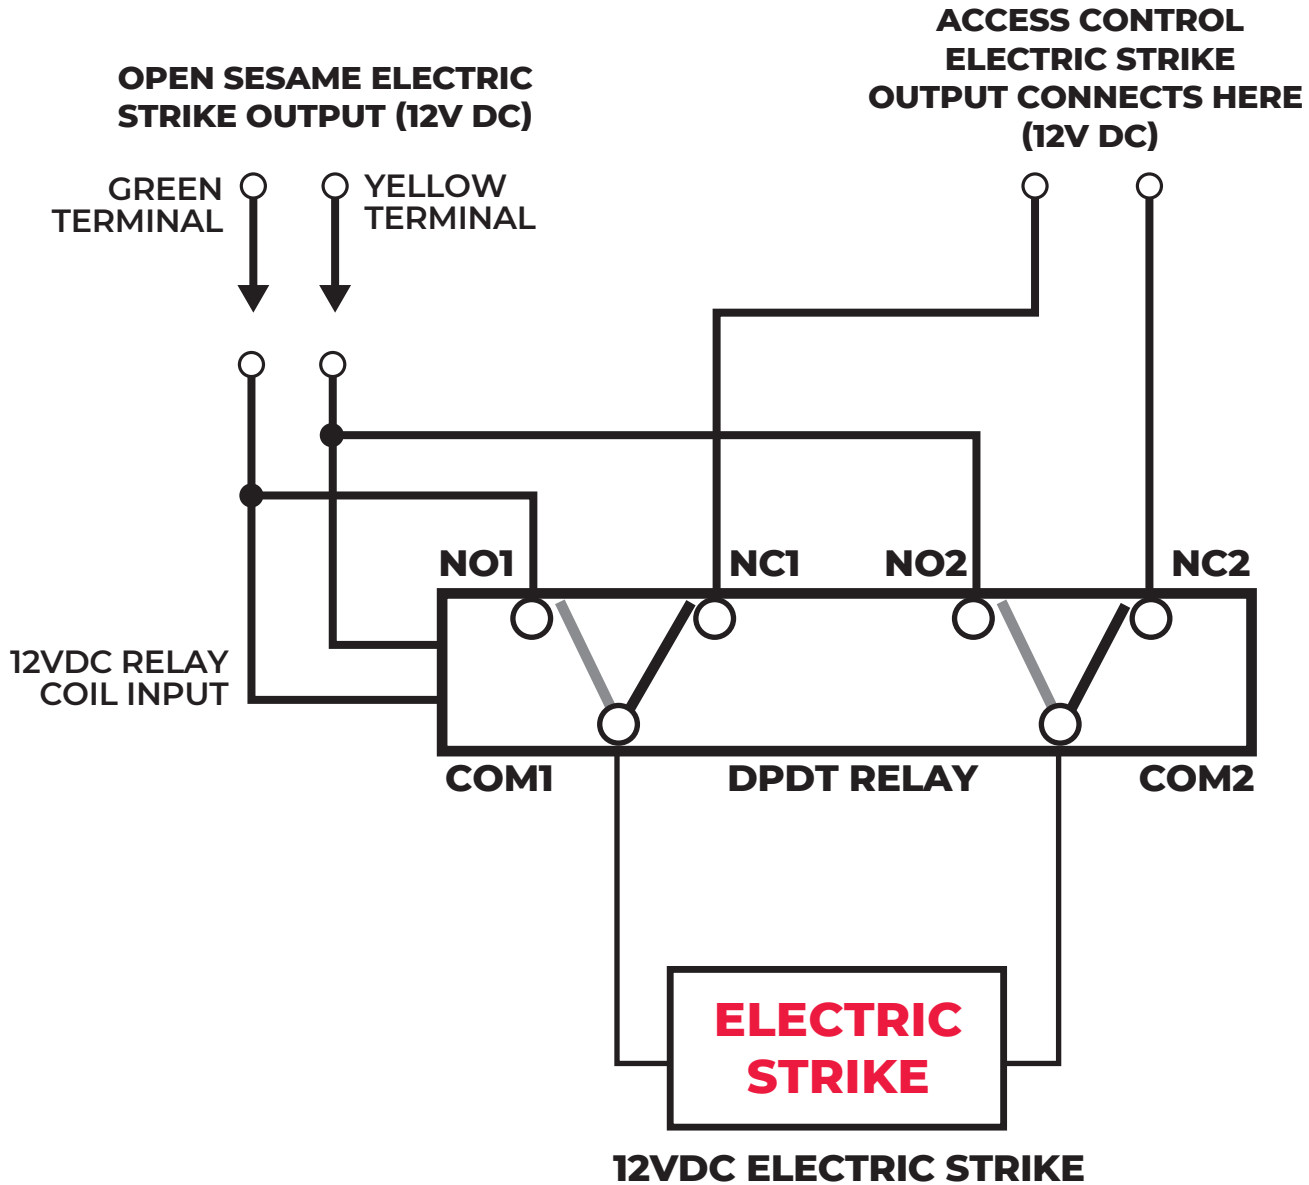 ACCESS CONTROL
ELECTRIC STRIKE
OUTPUT CONNECTS HERE
(12V DC)
OPEN SESAME ELECTRIC
STRIKE OUTPUT (12V DC)
GREEN
TERMINAL
YELLOW
TERMINAL
NO1
NC1
NO2
NC2
12VDC RELAY
COIL INPUT
COM1
DPDT RELAY
COM2
ELECTRIC
STRIKE
12VDC ELECTRIC STRIKE